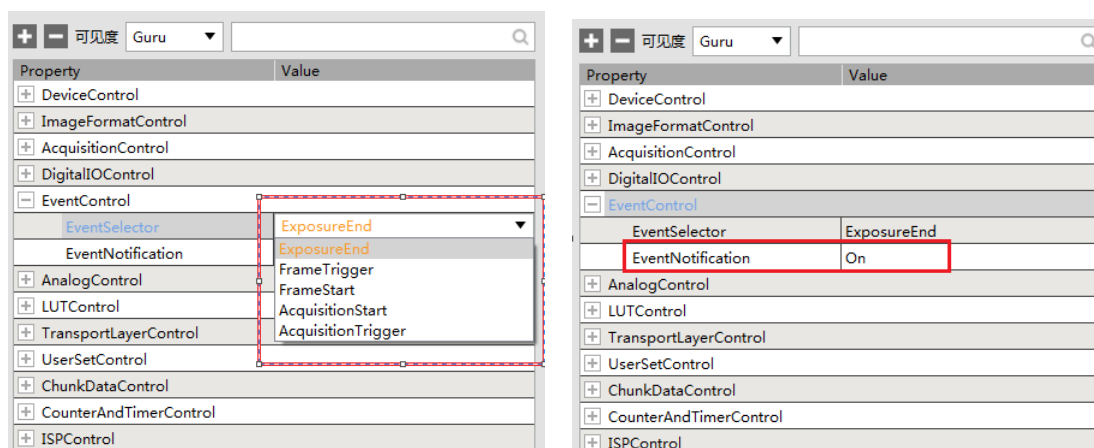 可见度 Guru
Property Value
DeviceControl
ImageFormatControl
AcquisitionControl
DigitalIOControl
EventControl
EventSelector ExposureEnd
ExposureEnd
EventNotification
FrameTrigger
FrameStart
AcquisitionStart
AcquisitionTrigger
AnalogControl
LUTControl
TransportLayerControl
UserSetControl
ChunkDataControl
CounterAndTimerControl
ISPControl
可见度 Guru
Property Value
DeviceControl
ImageFormatControl
AcquisitionControl
DigitalIOControl
EventControl
EventSelector ExposureEnd
EventNotification On
AnalogControl
LUTControl
TransportLayerControl
UserSetControl
ChunkDataControl
CounterAndTimerControl
ISPControl